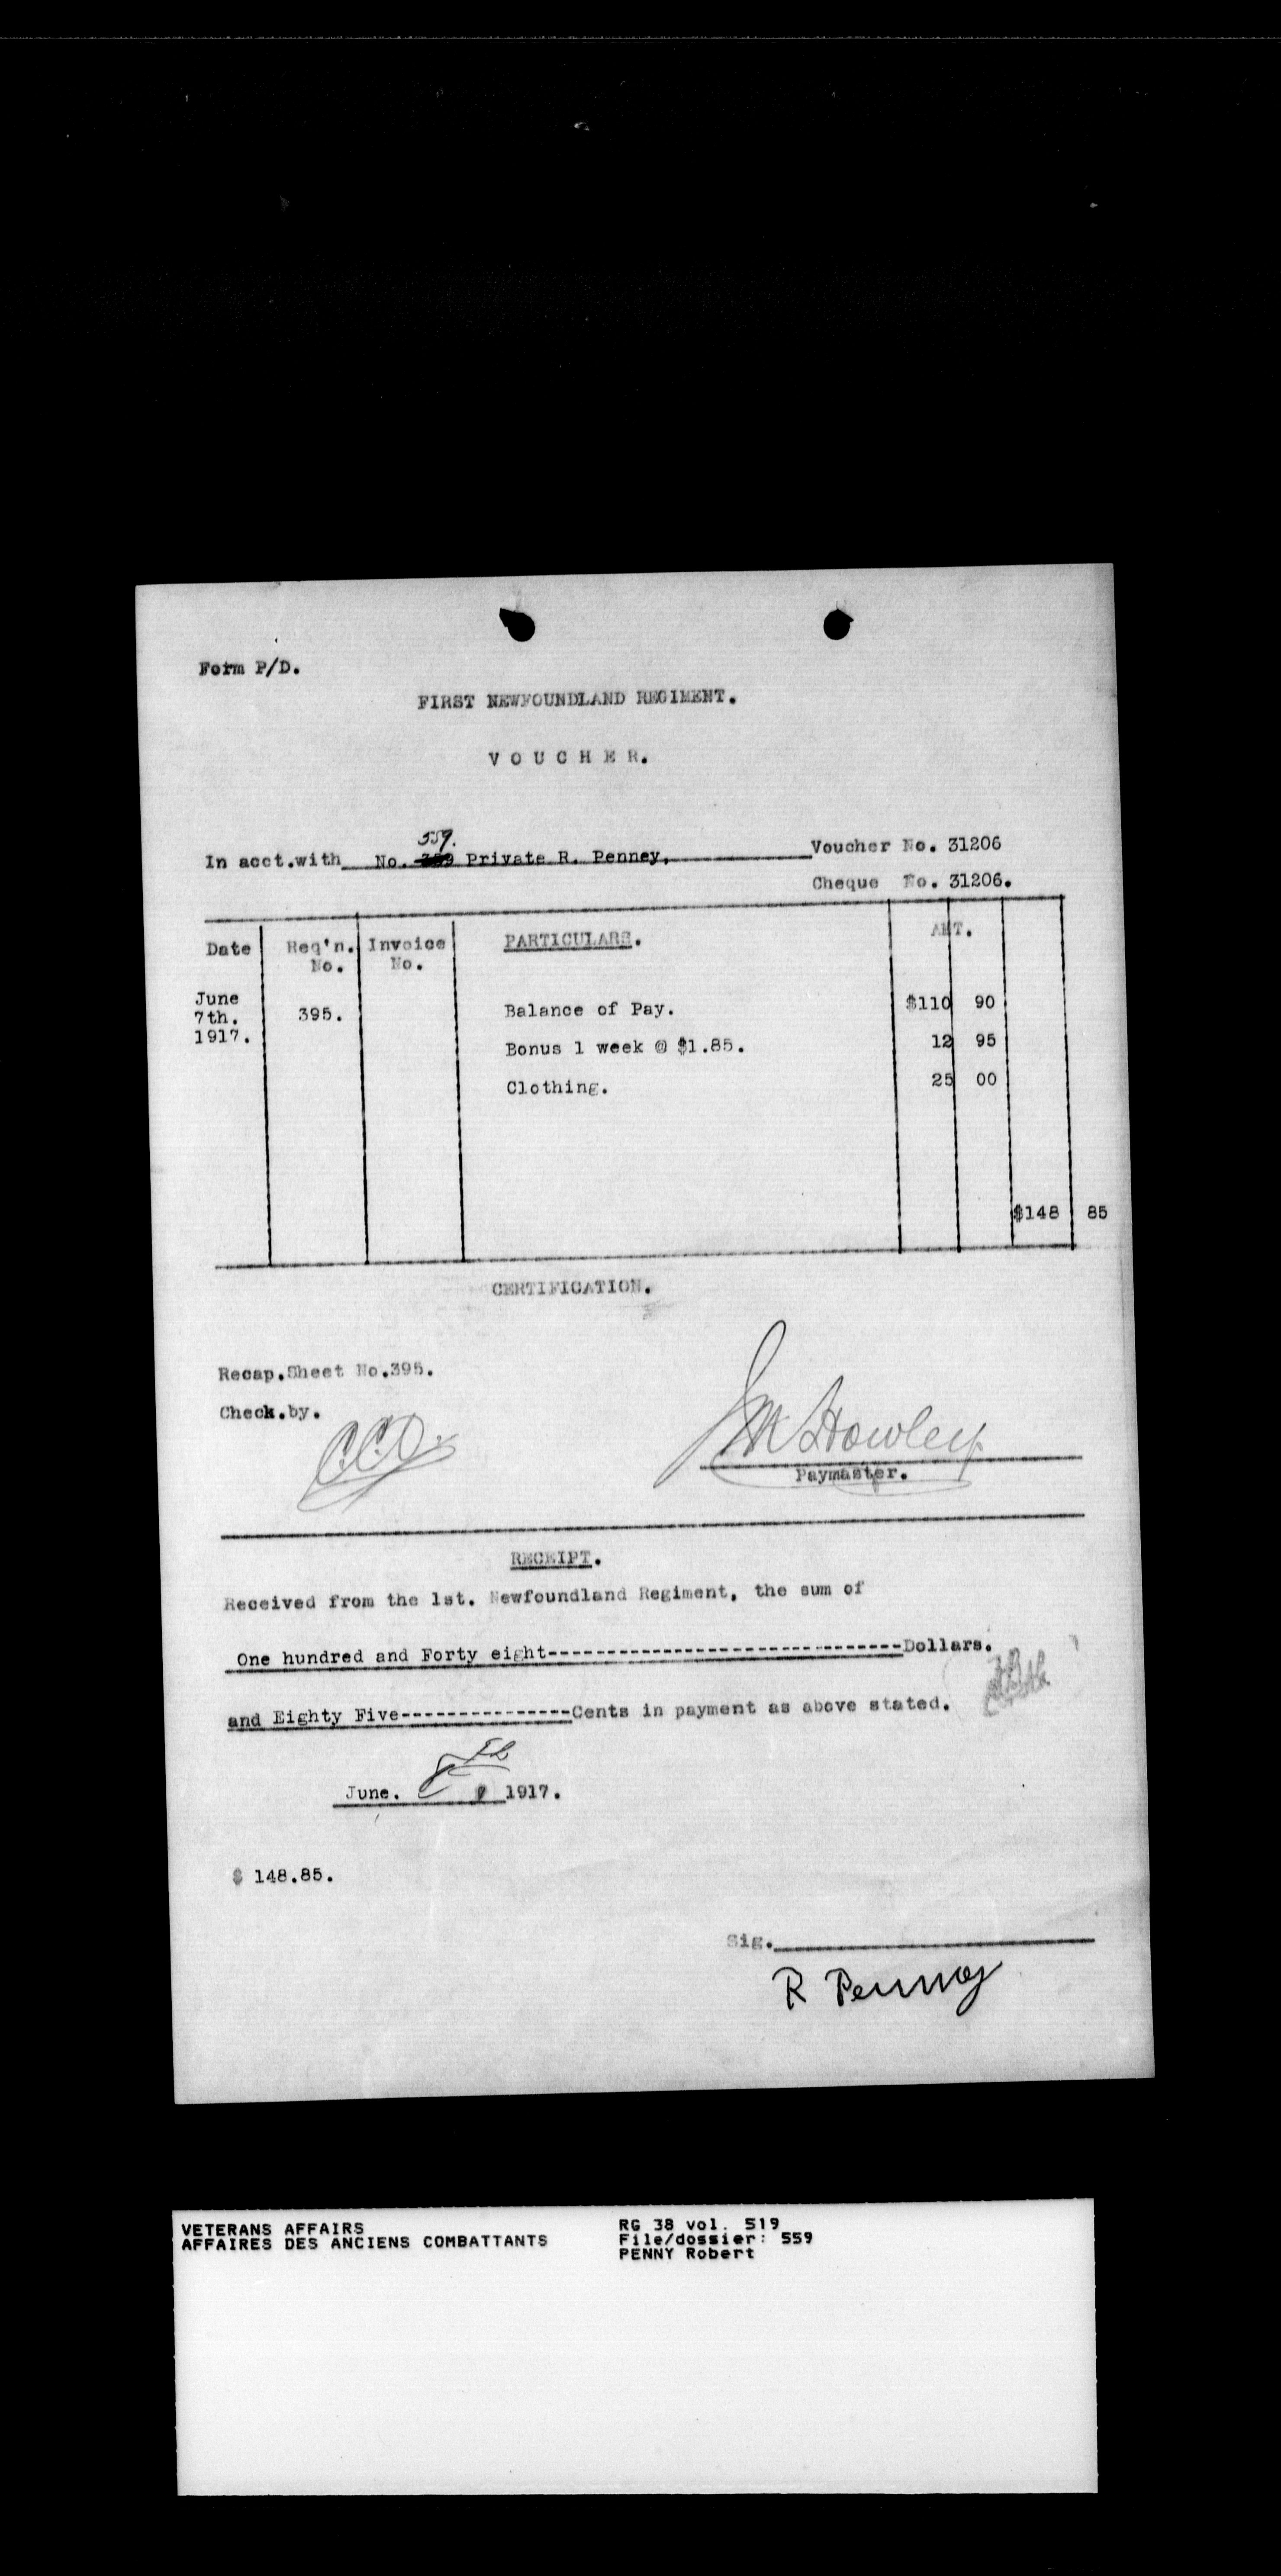 Form P/D.
FIRST NEWFOUNDLAND REGIMENT.
V O U C H E R.
559.
In acct.with No. 359 Private R. Penney, Voucher No. 31206
Cheque No. 31206.
Date Req'n. No. Invoice No. PARTICULARS. AMT.
June 7th. 1917. 395. Balance of Pay. $110 90
Bonus 1 week @ $1.85. 12 95
Clothing. 25 00
$148 85
CERTIFICATION.
Recap.Sheet No.395.
Check.by.
C.C.O. JM Howley
Paymaster.
RECEIPT.
Received from the 1st. Newfoundland Regiment, the sum of
One hundred and Forty eight------------------------------Dollars.
and Eighty Five---------------Cents in payment as above stated.
June. 8th 1917.
$ 148.85.
Sig.
R Penney
VETERANS AFFAIRS
AFFAIRES DES ANCIENS COMBATTANTS
RG 38 vol. 519
File/dossier: 559
PENNY Robert